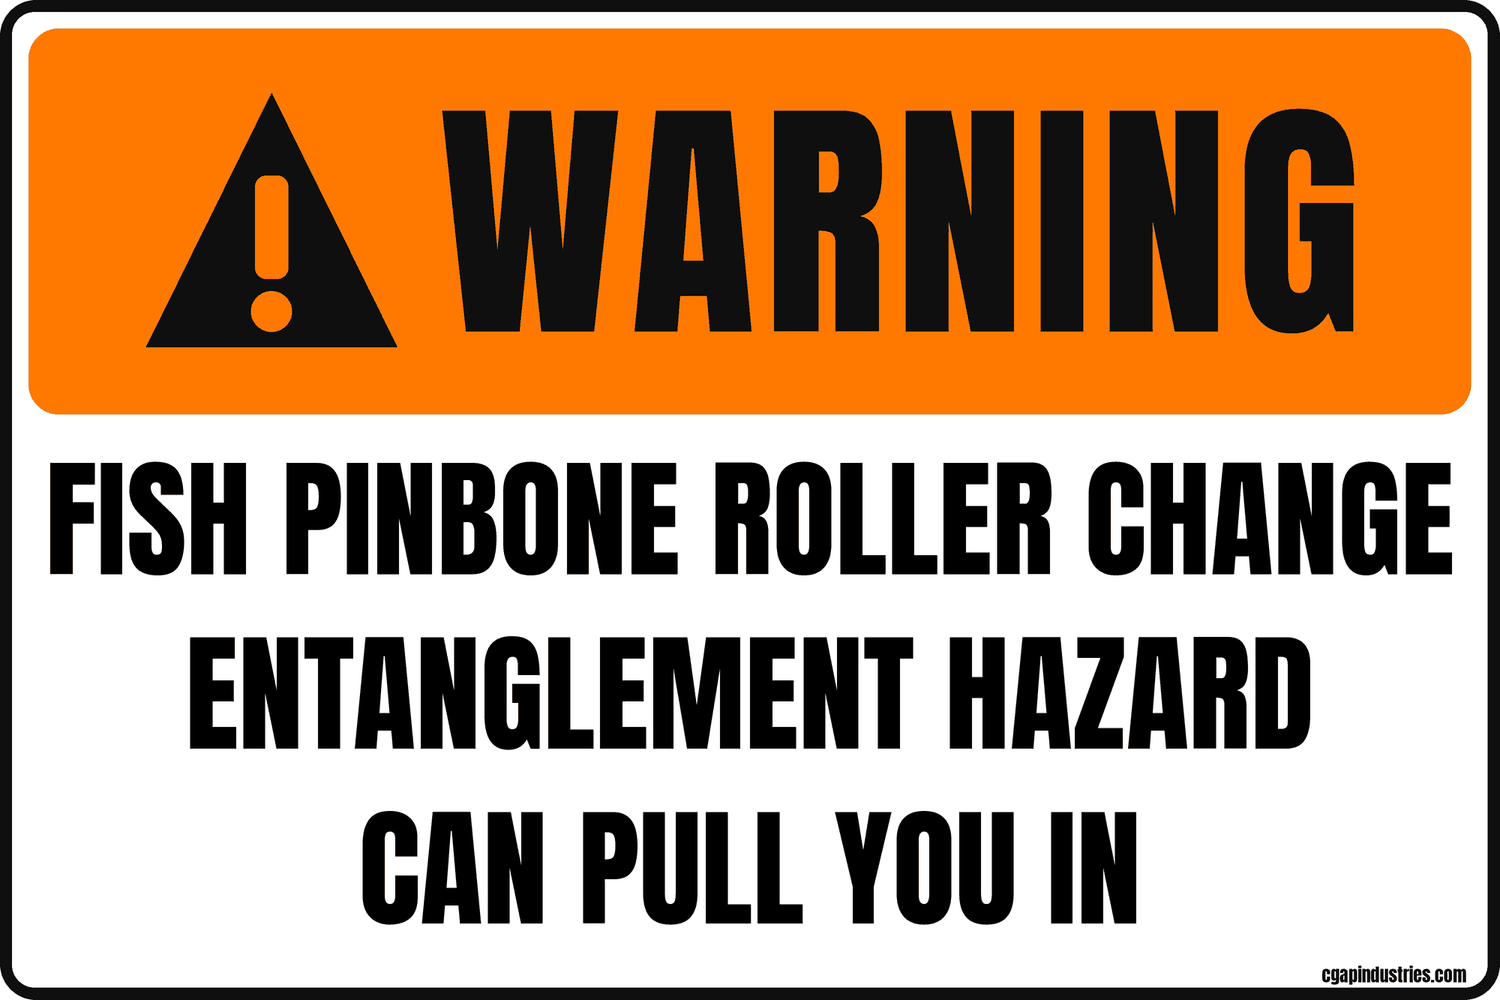 WARNING
FISH PINBONE ROLLER CHANGE
ENTANGLEMENT HAZARD
CAN PULL YOU IN
cgapindustries.com